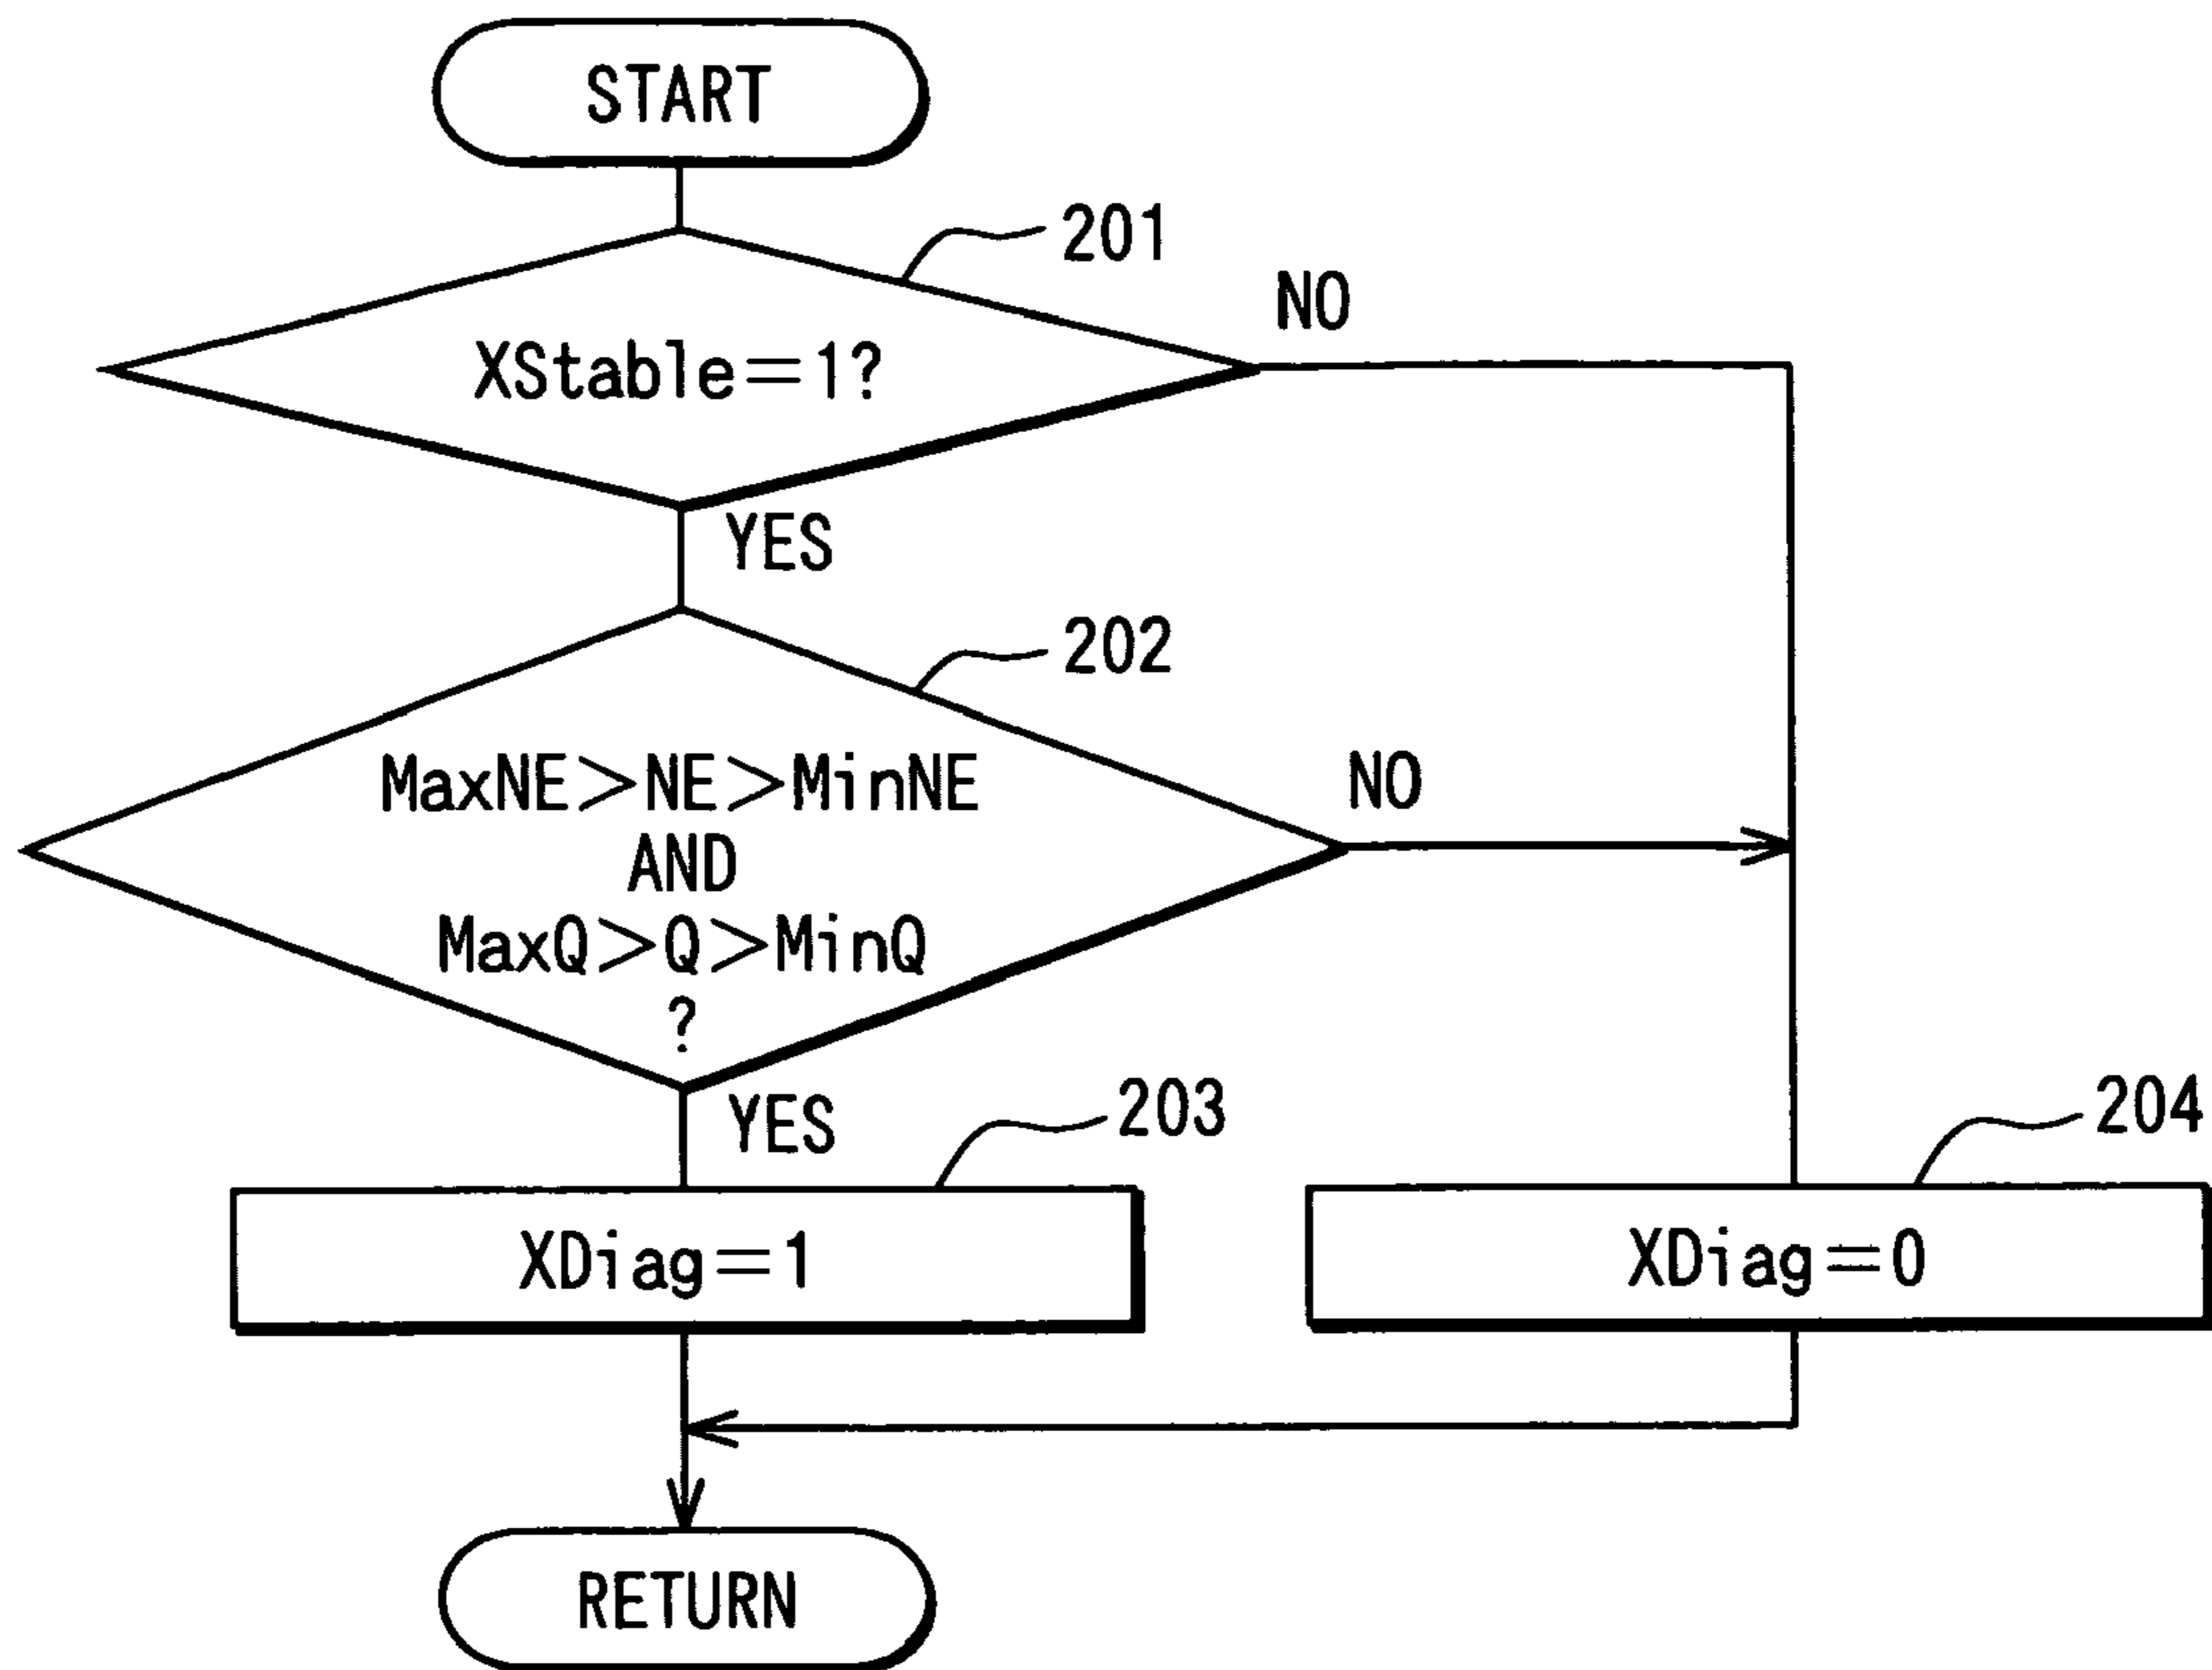 START
201
NO
XStable=1?
YES
202
MaxNE>NE>MinNE
NO
AND
MaxQ>Q>MinQ
?
YES
203
204
XDiag=1
XDiag=0
RETURN